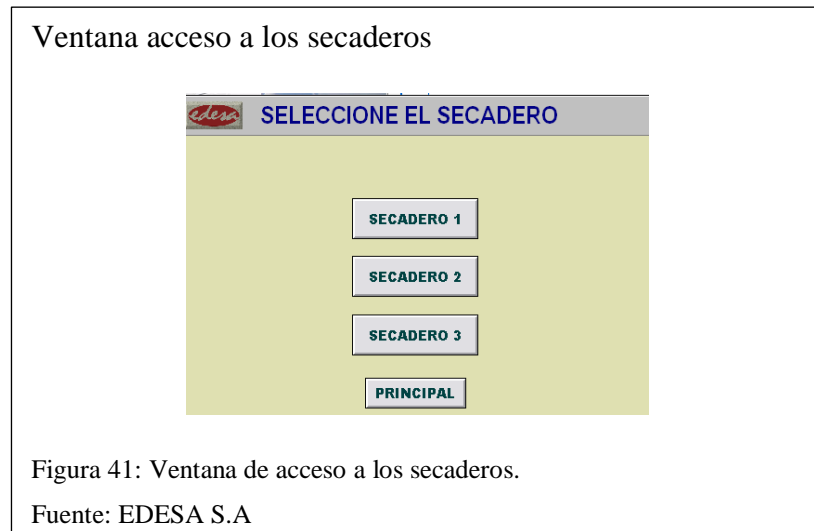 Ventana acceso a los secaderos
edesa SELECCIONE EL SECADERO
SECADERO 1
SECADERO 2
SECADERO 3
PRINCIPAL
Figura 41: Ventana de acceso a los secaderos.
Fuente: EDESA S.A